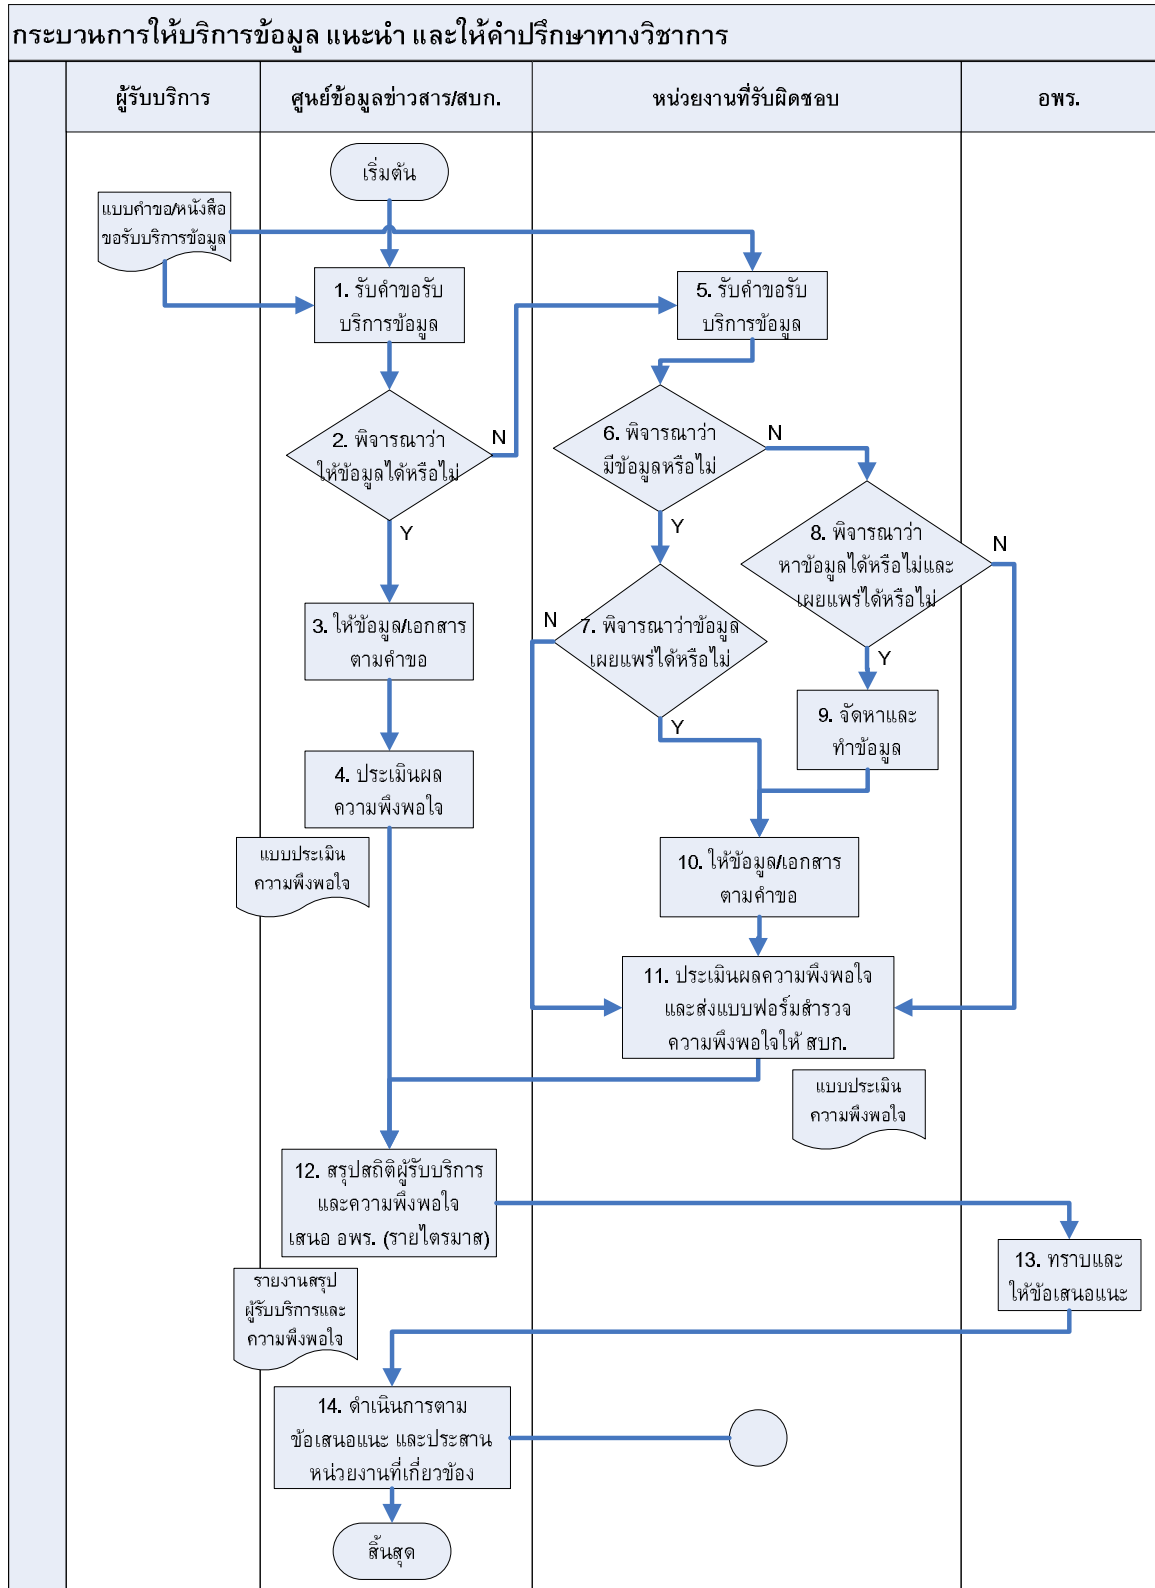 กระบวนการให้บริการข้อมูล แนะนำ และให้คำปรึกษาทางวิชาการ
ผู้รับบริการ
ศูนย์ข้อมูลข่าวสาร/สบก.
หน่วยงานที่รับผิดชอบ
อพร.
เริ่มต้น
แบบคำขอ/หนังสือ
ขอรับบริการข้อมูล
1. รับคำขอรับ
บริการข้อมูล
5. รับคำขอรับ
บริการข้อมูล
2. พิจารณาว่า
ให้ข้อมูลได้หรือไม่
N
Y
6. พิจารณาว่า
มีข้อมูลหรือไม่
N
Y
8. พิจารณาว่า
หาข้อมูลได้หรือไม่และ
เผยแพร่ได้หรือไม่
N
Y
3. ให้ข้อมูล/เอกสาร
ตามคำขอ
N
7. พิจารณาว่าข้อมูล
เผยแพร่ได้หรือไม่
Y
9. จัดหาและ
ทำข้อมูล
4. ประเมินผล
ความพึงพอใจ
แบบประเมิน
ความพึงพอใจ
10. ให้ข้อมูล/เอกสาร
ตามคำขอ
11. ประเมินผลความพึงพอใจ
และส่งแบบฟอร์มสำรวจ
ความพึงพอใจให้ สบก.
แบบประเมิน
ความพึงพอใจ
12. สรุปสถิติผู้รับบริการ
และความพึงพอใจ
เสนอ อพร. (รายไตรมาส)
13. ทราบและ
ให้ข้อเสนอแนะ
รายงานสรุป
ผู้รับบริการและ
ความพึงพอใจ
14. ดำเนินการตาม
ข้อเสนอแนะ และประสาน
หน่วยงานที่เกี่ยวข้อง
สิ้นสุด